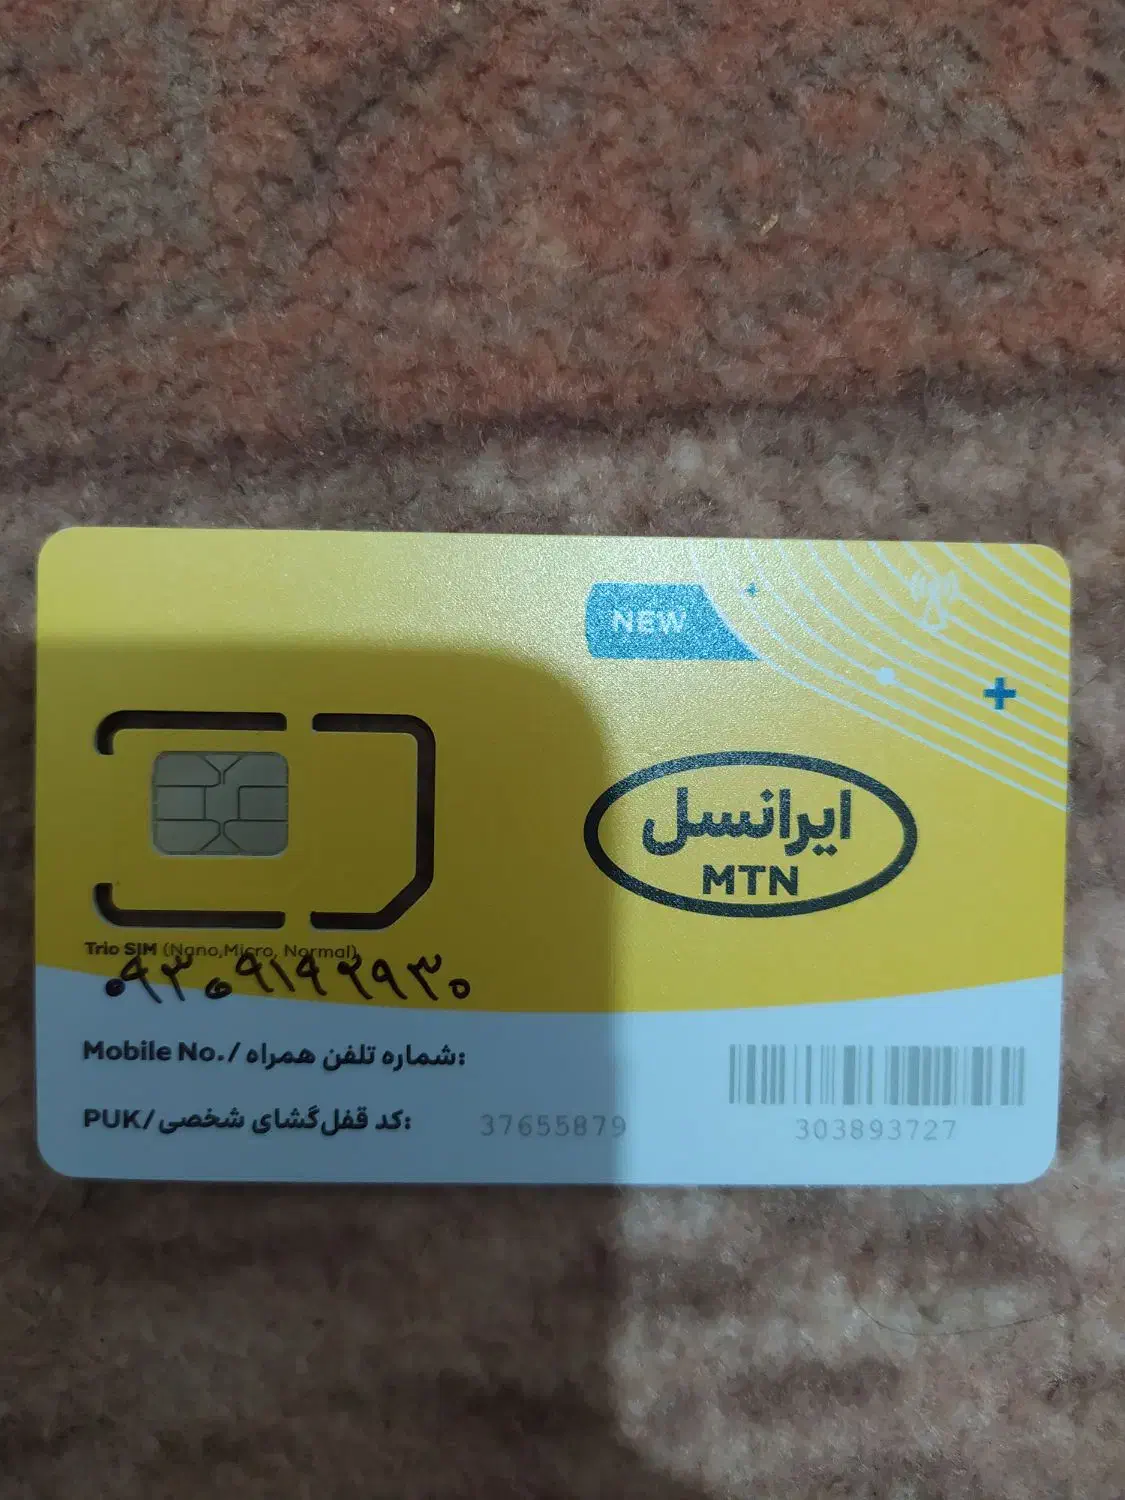 NEW
ایرانسل
MTN
Trio SIM (Nano,Micro, Normal)
۰۹۳۰۹۱۹۲۹۳۰
Mobile No./ شماره تلفن همراه:
PUK/ کد قفل‌گشای شخصی: 37655879
303893727